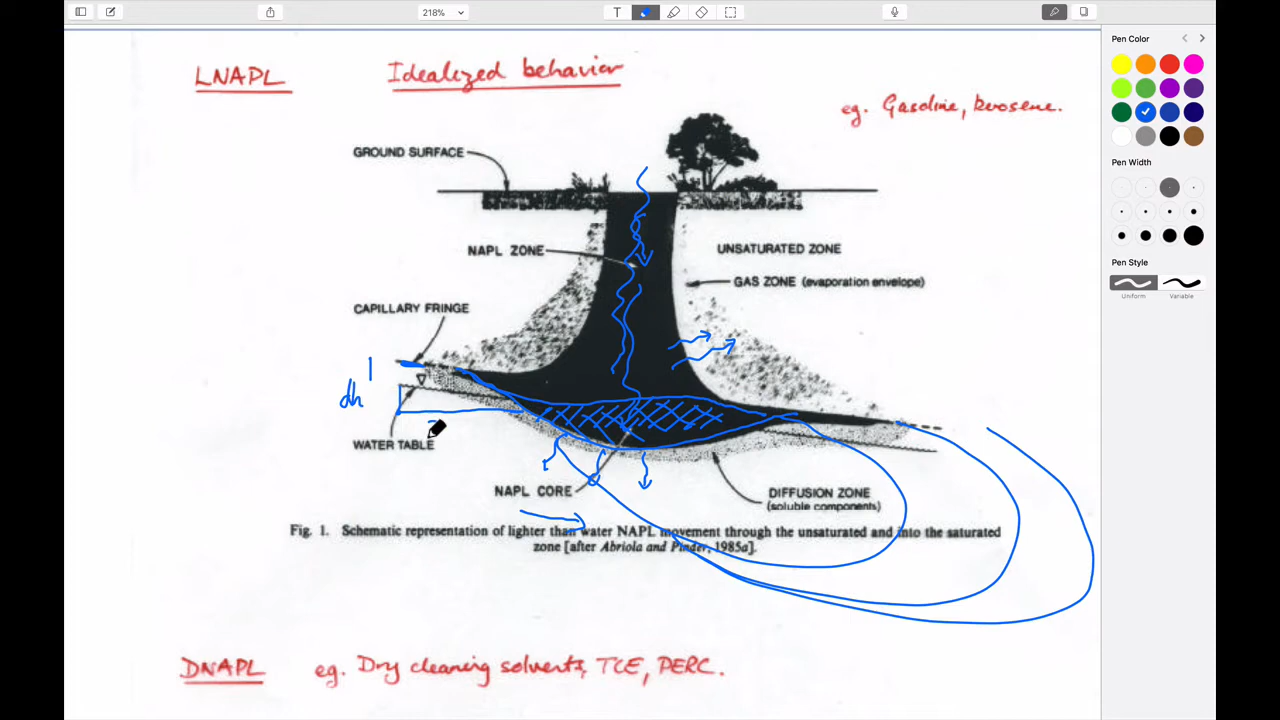 218%
T
Pen Color
LNAPL Idealized behavior
eg. Gasoline, kerosene.
GROUND SURFACE
Pen Width
NAPL ZONE
UNSATURATED ZONE
GAS ZONE (evaporation envelope)
Pen Style
Uniform Variable
CAPILLARY FRINGE
dh
WATER TABLE
NAPL CORE
DIFFUSION ZONE
(soluble components)
Fig. 1. Schematic representation of lighter than water NAPL movement through the unsaturated and into the saturated
zone [after Abriola and Pinder, 1985a].
DNAPL eg. Dry cleaning solvents, TCE, PERC.